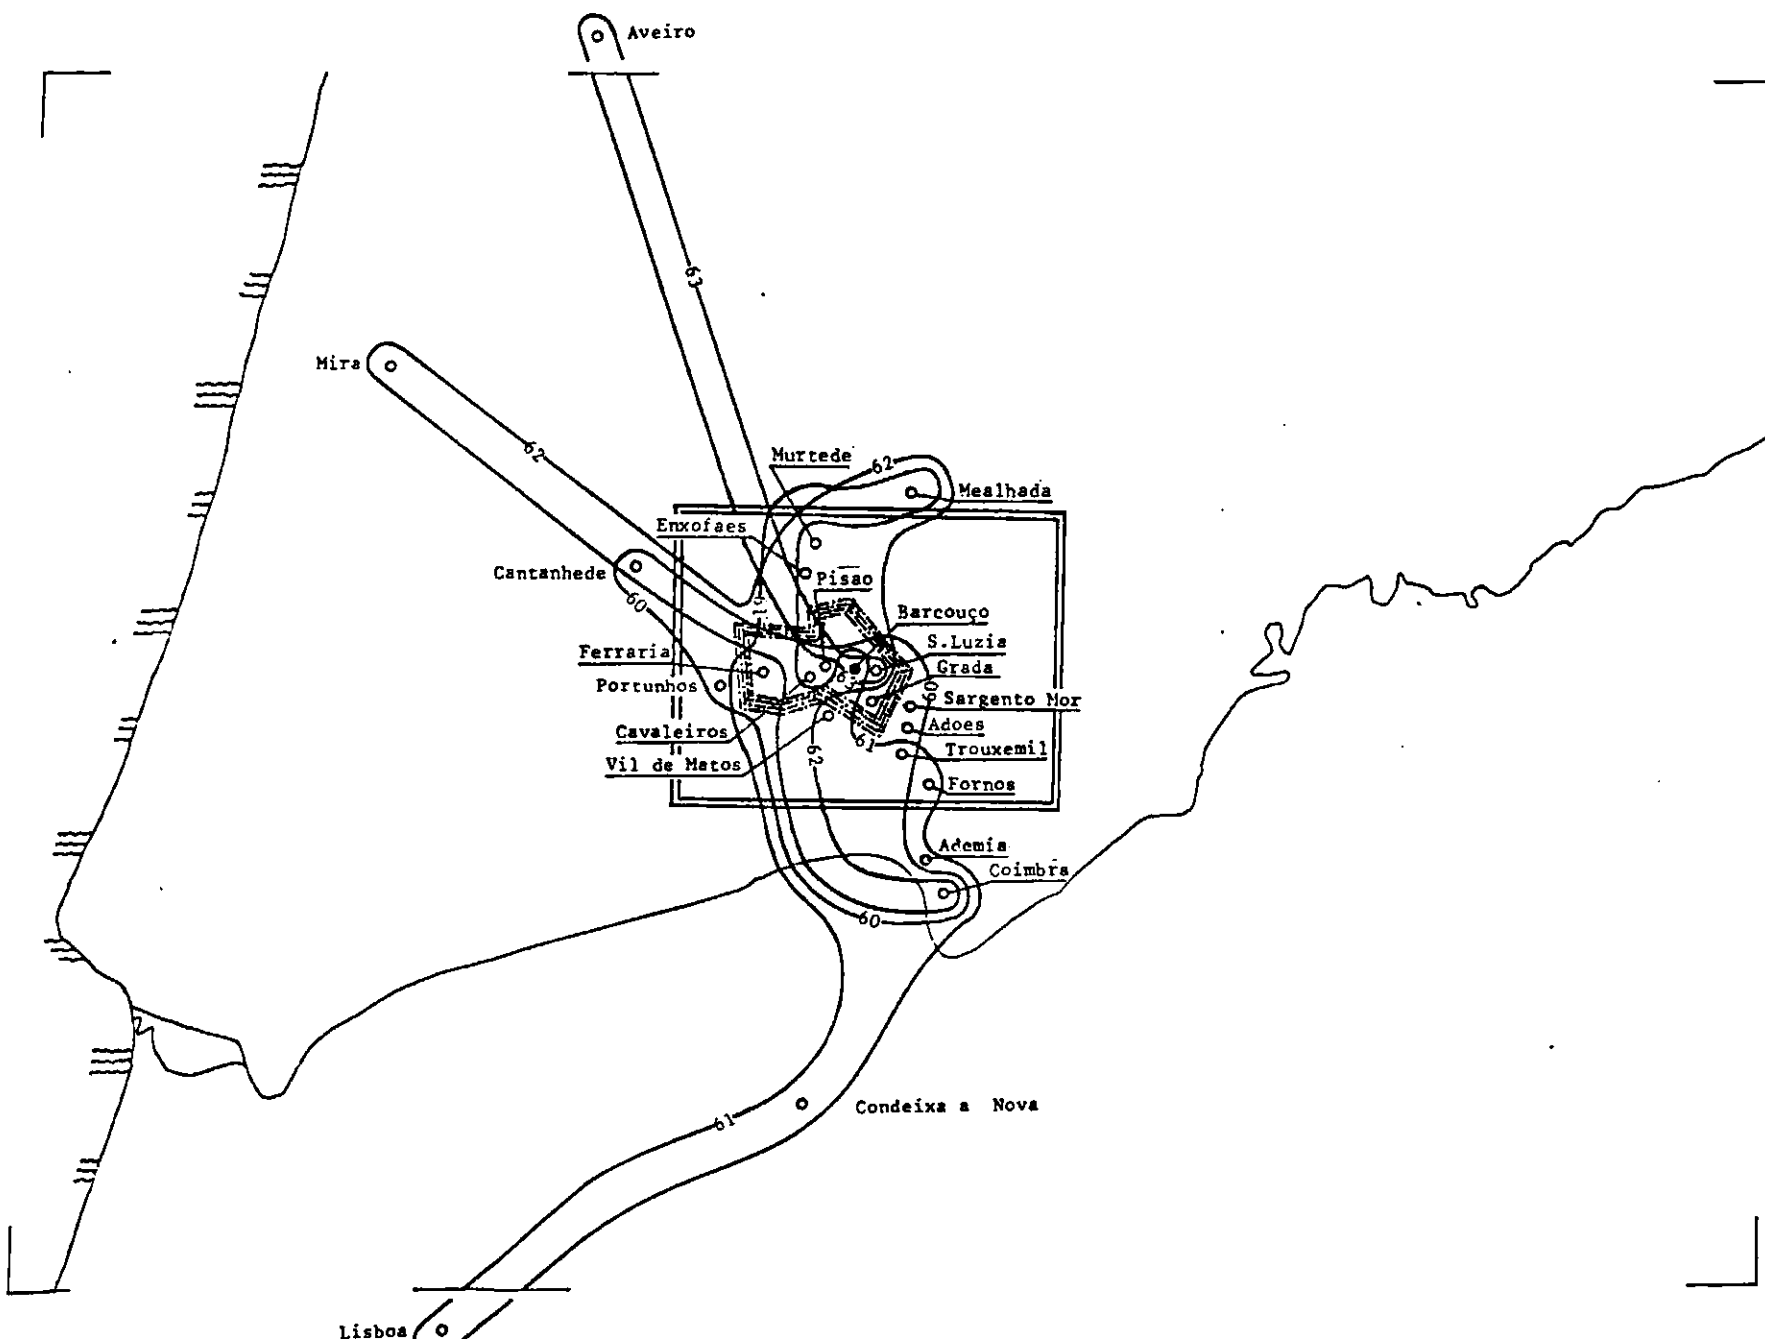 Aveiro
63
Mira
62
Murtede
62
Mealhada
Enxofaes
Cantanhede
Pisao
60
Barcouço
Ferraria
S.Luzia
Grada
Portunhos
60
Sargento Mor
Adoes
Cavaleiros
61
Trouxemil
Vil de Matos
62
Fornos
Ademia
Coimbra
60
Condeixa a Nova
61
Lisboa